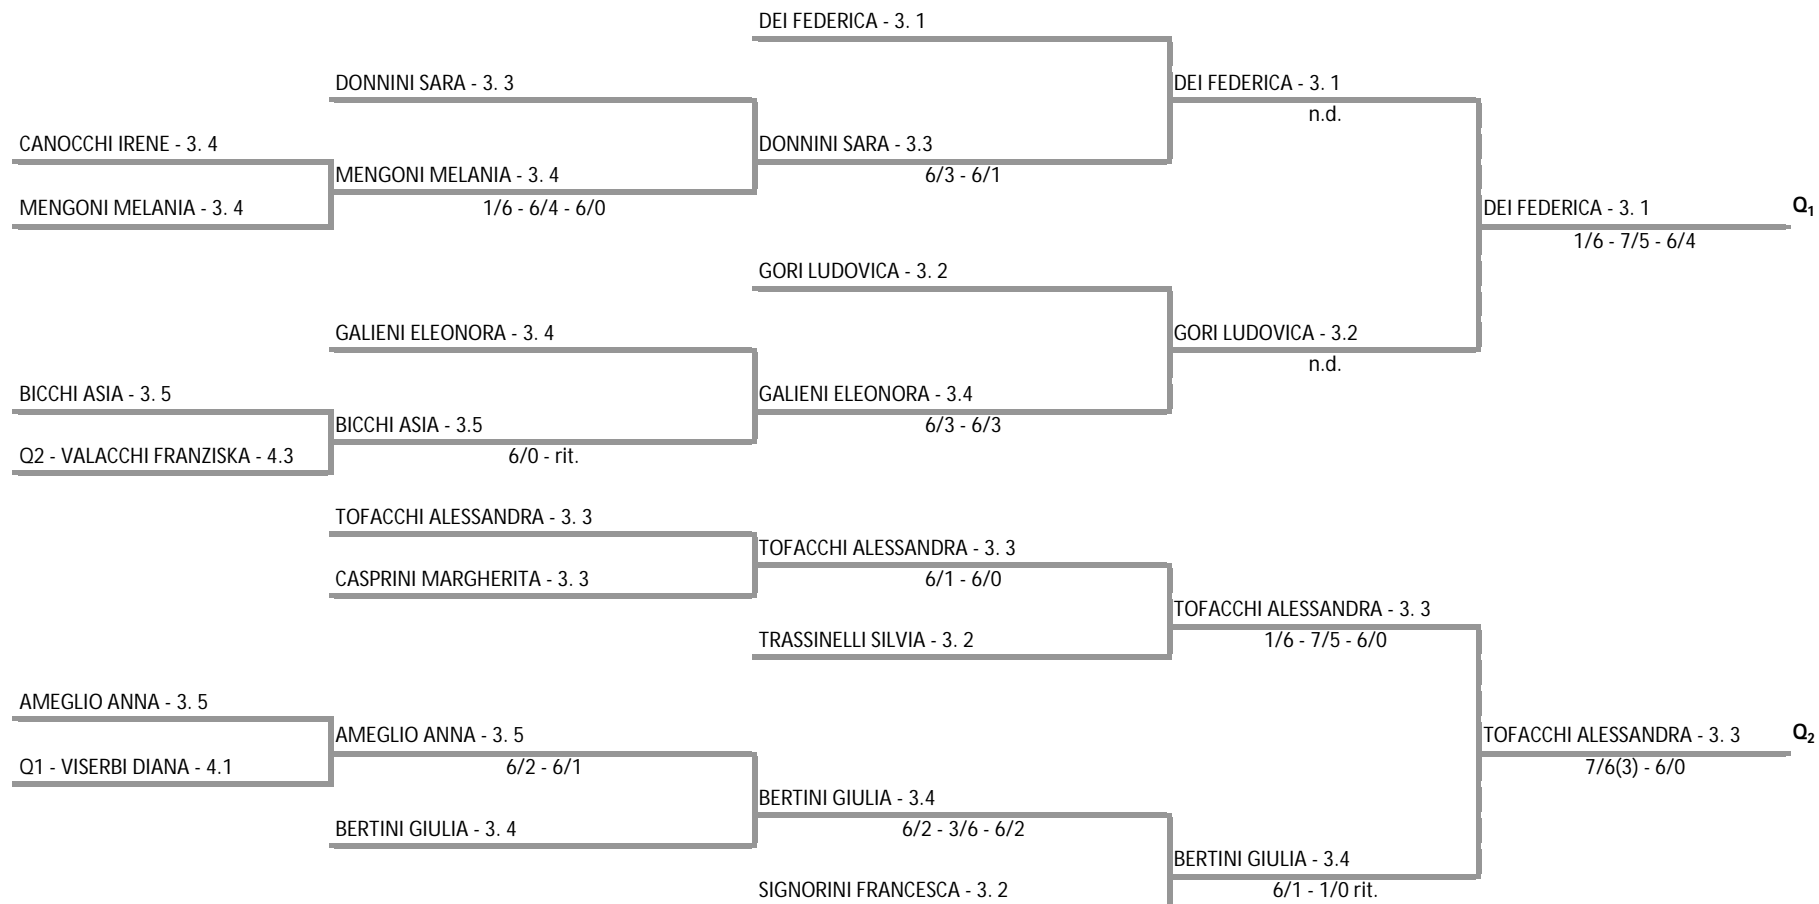 DEI FEDERICA - 3. 1
DONNINI SARA - 3. 3
DEI FEDERICA - 3. 1
n.d.
CANOCCHI IRENE - 3. 4
DONNINI SARA - 3.3
6/3 - 6/1
MENGONI MELANIA - 3. 4
1/6 - 6/4 - 6/0
MENGONI MELANIA - 3. 4
DEI FEDERICA - 3. 1
Q1
1/6 - 7/5 - 6/4
GORI LUDOVICA - 3. 2
GALIENI ELEONORA - 3. 4
GORI LUDOVICA - 3.2
n.d.
BICCHI ASIA - 3. 5
GALIENI ELEONORA - 3.4
6/3 - 6/3
BICCHI ASIA - 3.5
6/0 - rit.
Q2 - VALACCHI FRANZISKA - 4.3
TOFACCHI ALESSANDRA - 3. 3
TOFACCHI ALESSANDRA - 3. 3
6/1 - 6/0
CASPRINI MARGHERITA - 3. 3
TOFACCHI ALESSANDRA - 3. 3
1/6 - 7/5 - 6/0
TRASSINELLI SILVIA - 3. 2
AMEGLIO ANNA - 3. 5
AMEGLIO ANNA - 3. 5
6/2 - 6/1
TOFACCHI ALESSANDRA - 3. 3
Q2
7/6(3) - 6/0
Q1 - VISERBI DIANA - 4.1
BERTINI GIULIA - 3.4
6/2 - 3/6 - 6/2
BERTINI GIULIA - 3. 4
BERTINI GIULIA - 3.4
6/1 - 1/0 rit.
SIGNORINI FRANCESCA - 3. 2